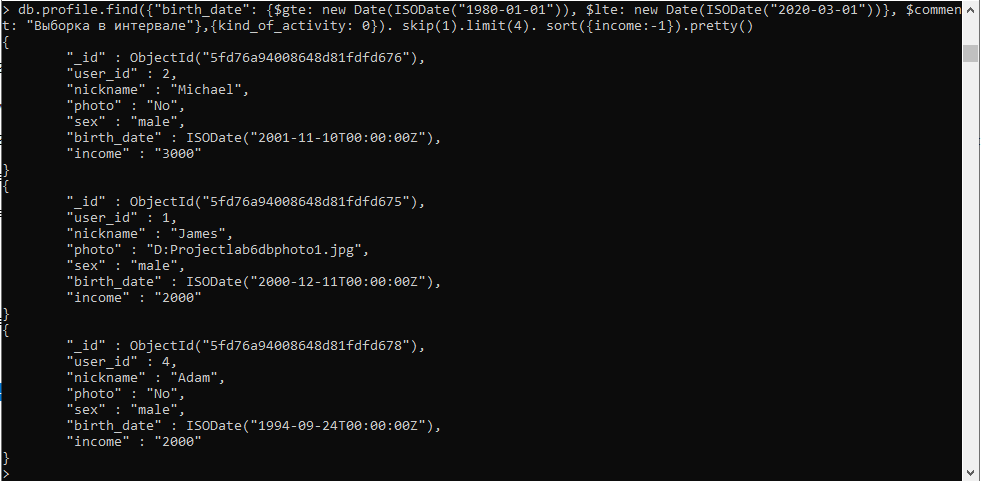 > db.profile.find({"birth_date": {$gte: new Date(ISODate("1980-01-01")), $lte: new Date(ISODate("2020-03-01"))}, $commen
t: "Выборка в интервале"},{kind_of_activity: 0}). skip(1).limit(4). sort({income:-1}).pretty()
{
"_id" : ObjectId("5fd76a94008648d81fdfd676"),
"user_id" : 2,
"nickname" : "Michael",
"photo" : "No",
"sex" : "male",
"birth_date" : ISODate("2001-11-10T00:00:00Z"),
"income" : "3000"
}
{
"_id" : ObjectId("5fd76a94008648d81fdfd675"),
"user_id" : 1,
"nickname" : "James",
"photo" : "D:Projectlab6dbphoto1.jpg",
"sex" : "male",
"birth_date" : ISODate("2000-12-11T00:00:00Z"),
"income" : "2000"
}
{
"_id" : ObjectId("5fd76a94008648d81fdfd678"),
"user_id" : 4,
"nickname" : "Adam",
"photo" : "No",
"sex" : "male",
"birth_date" : ISODate("1994-09-24T00:00:00Z"),
"income" : "2000"
}
>